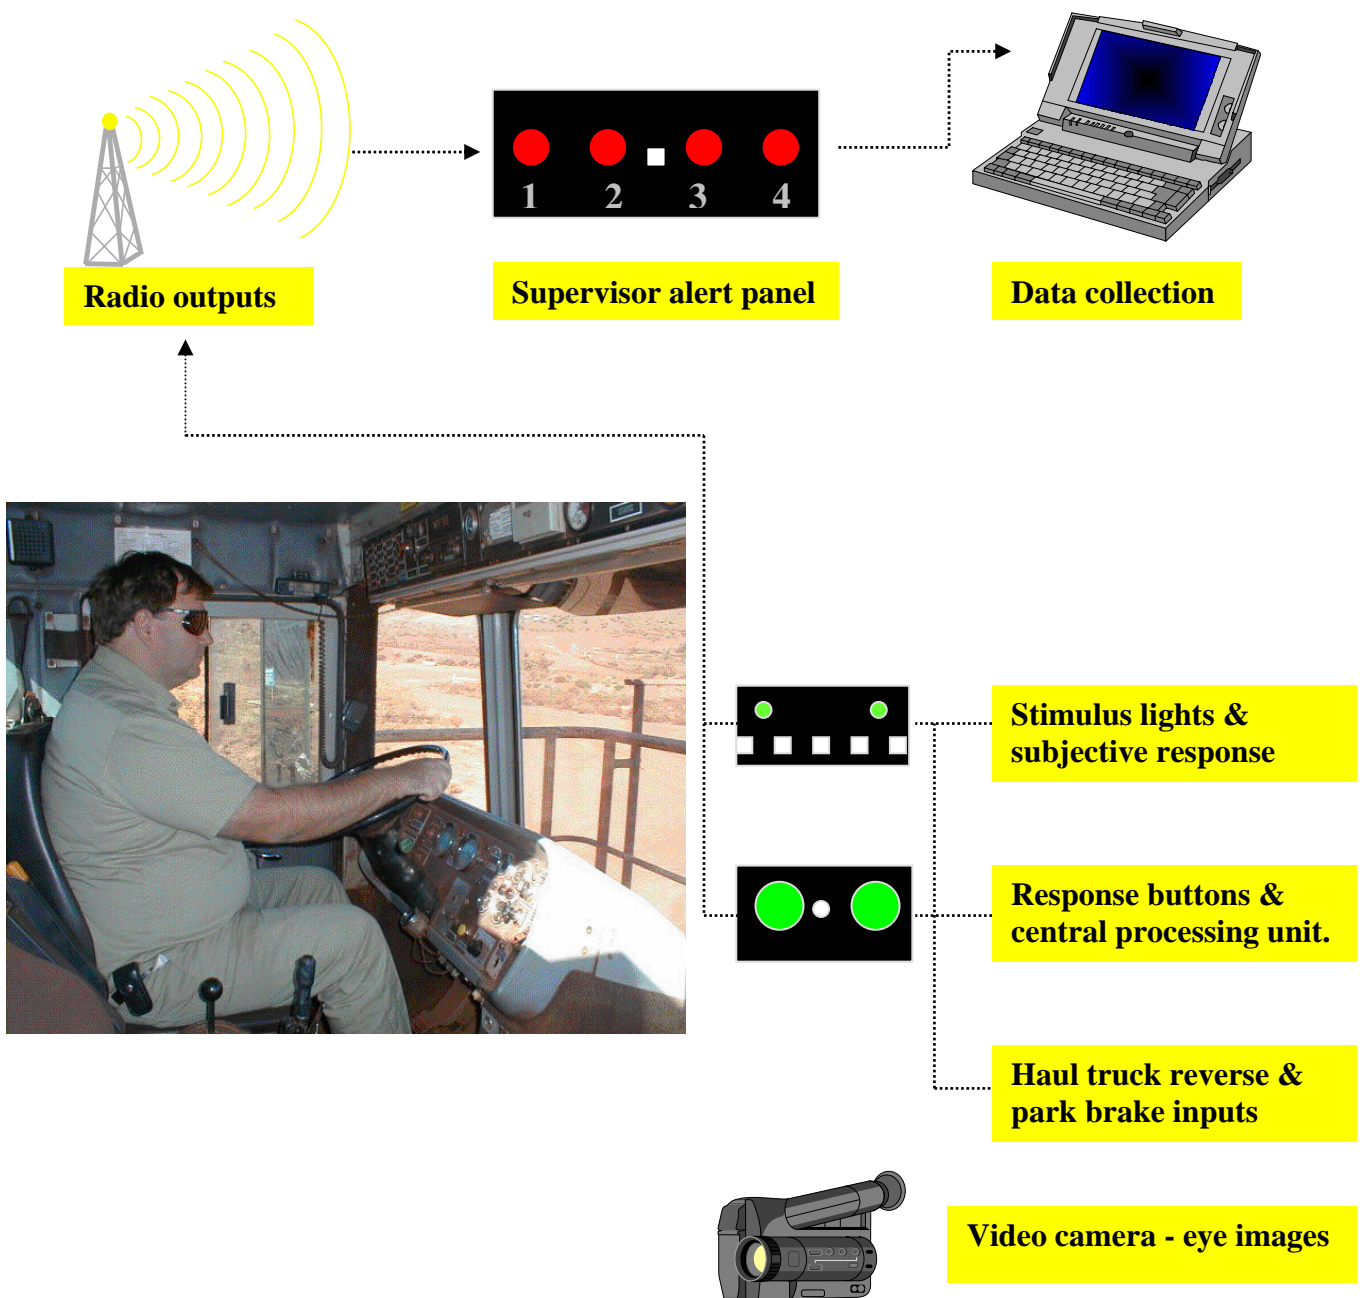 1 2 3 4
Radio outputs
Supervisor alert panel
Data collection
Stimulus lights &
subjective response
Response buttons &
central processing unit.
Haul truck reverse &
park brake inputs
Video camera - eye images